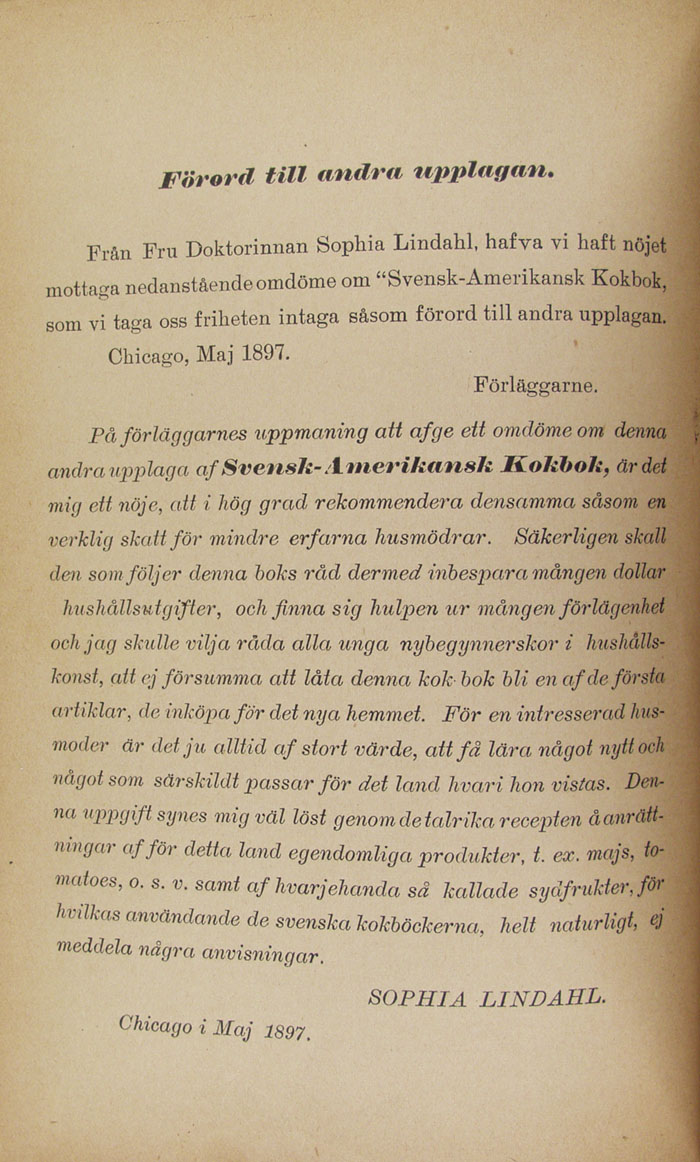 Förord till andra upplagan.
Från Fru Doktorinnan Sophia Lindahl, hafva vi haft nöjet
mottaga nedanstående omdöme om “Svensk-Amerikansk Kokbok,
som vi taga oss friheten intaga såsom förord till andra upplagan.
Chicago, Maj 1897.
Förläggarne.
På förläggarnes uppmaning att afge ett omdöme om denna
andra upplaga af Svensk-Amerikansk Kokbok, är det
mig ett nöje, att i hög grad rekommendera densamma såsom en
verklig skatt för mindre erfarna husmödrar. Säkerligen skall
den som följer denna boks råd dermed inbespara mången dollar
hushållsutgifter, och finna sig hulpen ur mången förlägenhet
och jag skulle vilja råda alla unga nybegynnerskor i hushålls-
konst, att ej försumma att låta denna kok-bok bli en af de första
artiklar, de inköpa för det nya hemmet. För en intresserad hus-
moder är det ju alltid af stort värde, att få lära något nytt och
något som särskildt passar för det land hvari hon vistas. Den-
na uppgift synes mig väl löst genom de talrika recepten å anrätt-
ningar af för detta land egendomliga produkter, t. ex. majs, to-
matoes, o. s. v. samt af hvarjehanda så kallade sydfrukter, för
hvilkas användande de svenska kokböckerna, helt naturligt, ej
meddela några anvisningar.
SOPHIA LINDAHL.
Chicago i Maj 1897.